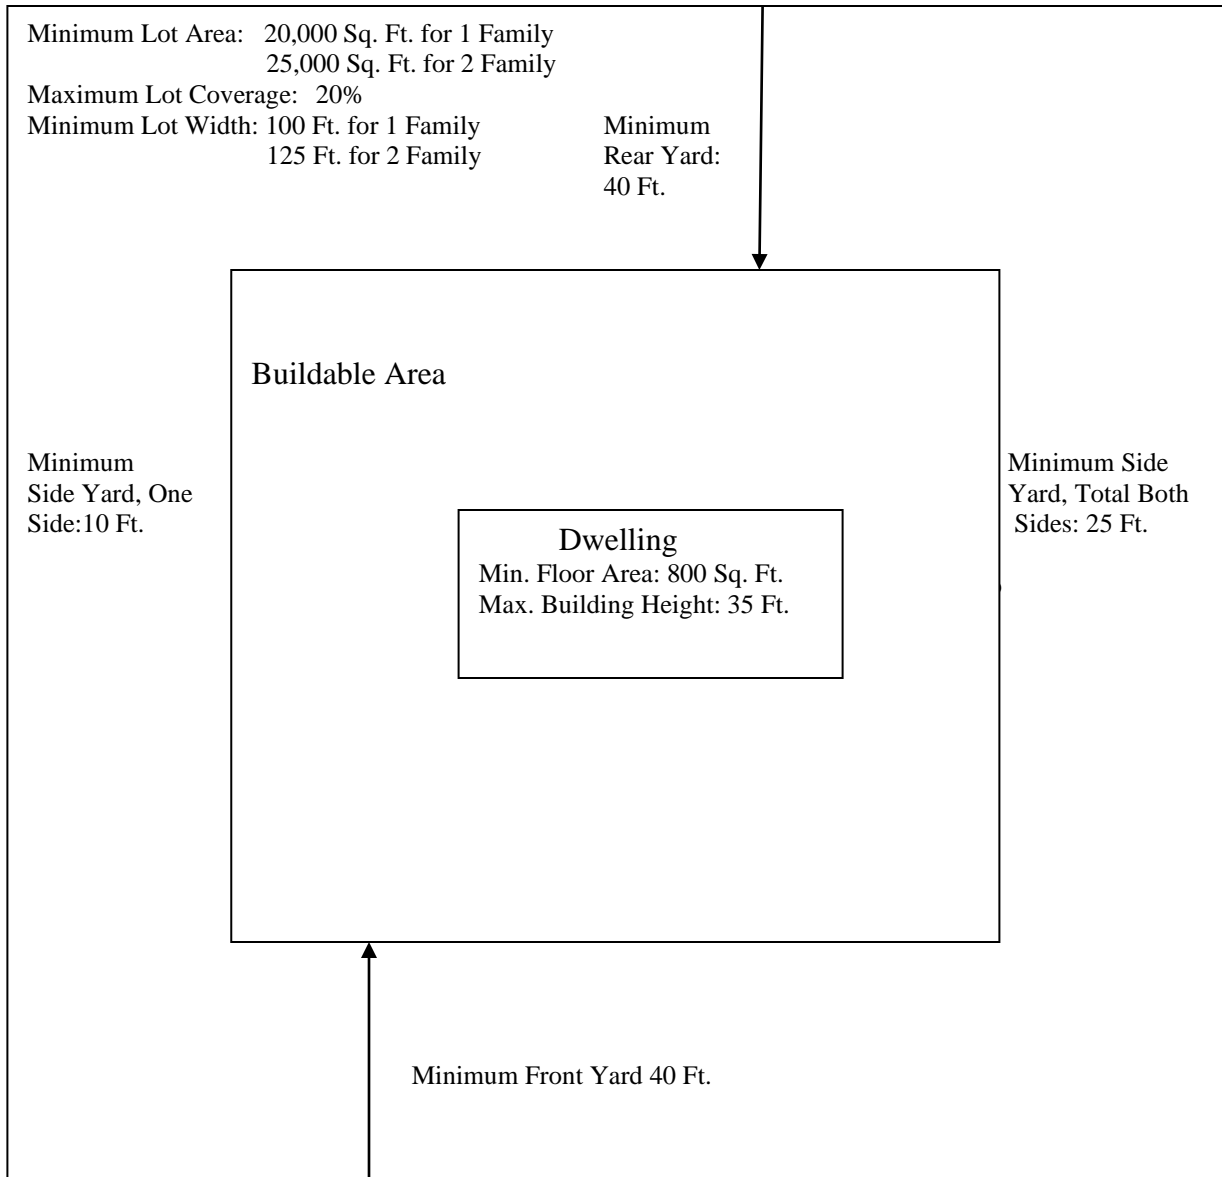 Minimum Lot Area: 20,000 Sq. Ft. for 1 Family
25,000 Sq. Ft. for 2 Family
Maximum Lot Coverage: 20%
Minimum Lot Width: 100 Ft. for 1 Family
125 Ft. for 2 Family
Minimum
Rear Yard:
40 Ft.
Buildable Area
Minimum
Side Yard, One
Side:10 Ft.
Dwelling
Min. Floor Area: 800 Sq. Ft.
Max. Building Height: 35 Ft.
Minimum Side
Yard, Total Both
Sides: 25 Ft.
Minimum Front Yard 40 Ft.